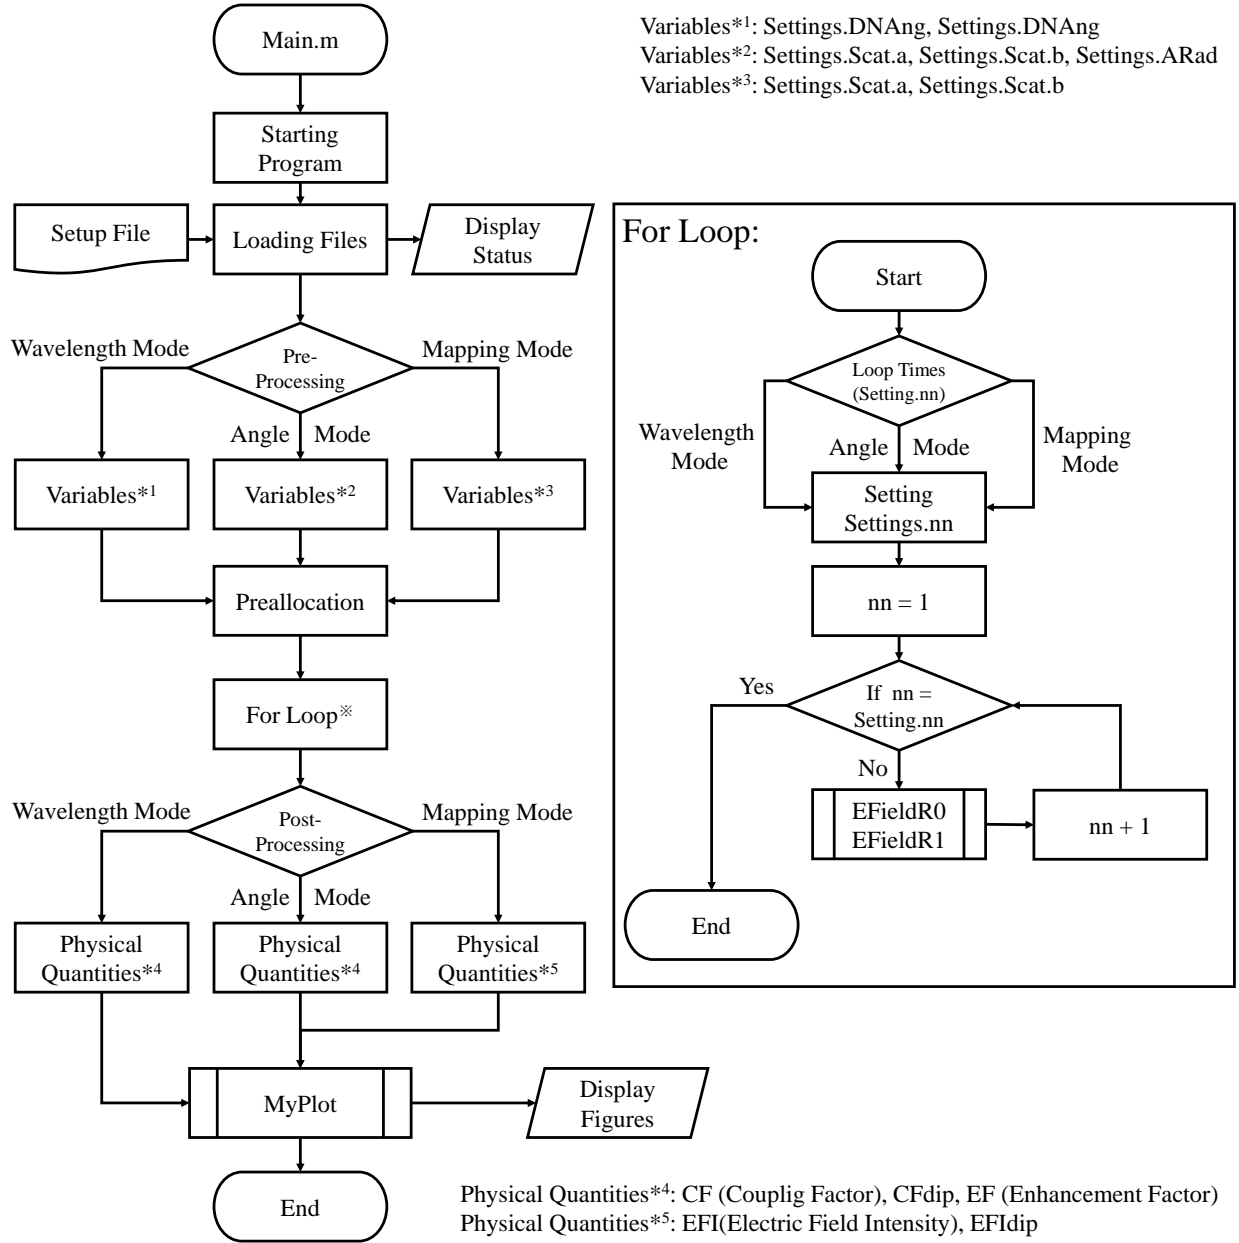 Main.m
Variables*1: Settings.DNAng, Settings.DNAng
Variables*2: Settings.Scat.a, Settings.Scat.b, Settings.ARad
Variables*3: Settings.Scat.a, Settings.Scat.b
Starting
Program
Setup File
Loading Files
Display
Status
Wavelength Mode
Pre-
Processing
Mapping Mode
Angle Mode
Variables*1
Variables*2
Variables*3
Preallocation
For Loop※
Wavelength Mode
Post-
Processing
Mapping Mode
Angle Mode
Physical
Quantities*4
Physical
Quantities*4
Physical
Quantities*5
MyPlot
Display
Figures
End
For Loop:
Start
Loop Times
(Setting.nn)
Wavelength
Mode
Angle Mode
Mapping
Mode
Setting
Settings.nn
nn = 1
Yes
If nn =
Setting.nn
No
EFieldR0
EFieldR1
nn + 1
End
Physical Quantities*4: CF (Couplig Factor), CFdip, EF (Enhancement Factor)
Physical Quantities*5: EFI(Electric Field Intensity), EFIdip